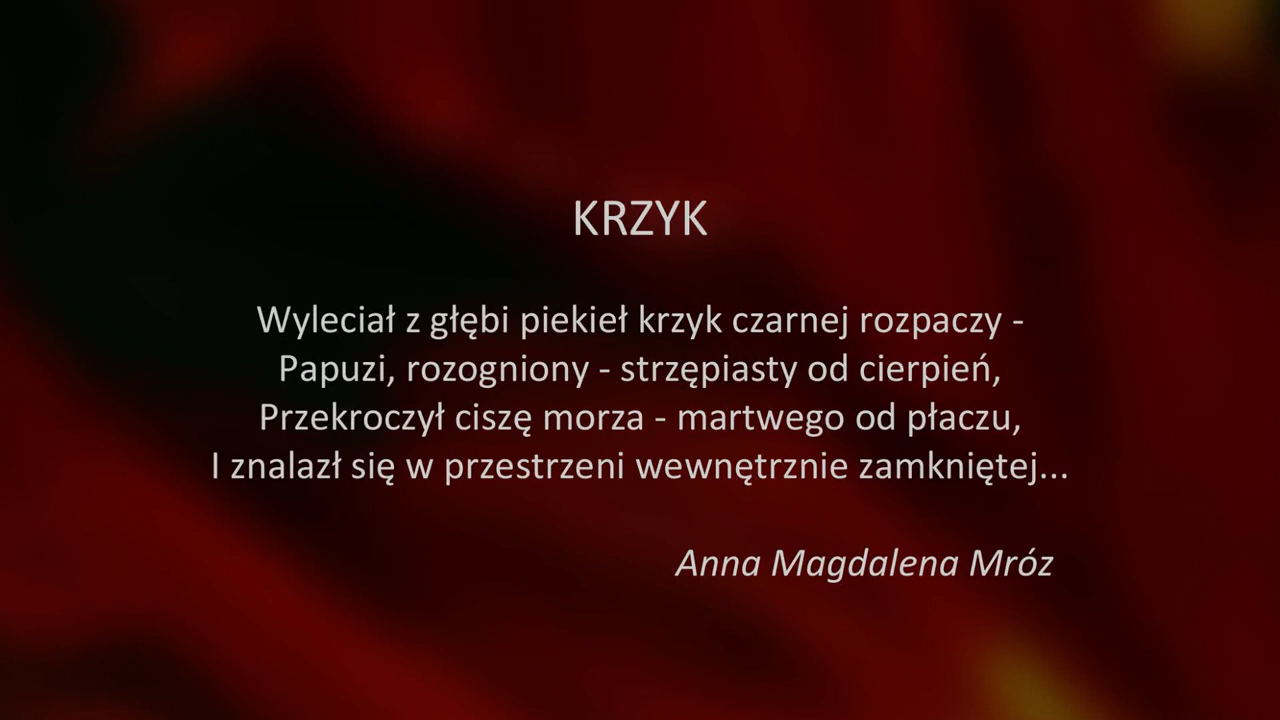 KRZYK
Wyleciał z głębi piekieł krzyk czarnej rozpaczy -
Papuzi, rozogniony - strzępiasty od cierpień,
Przekroczył ciszę morza - martwego od płaczu,
I znalazł się w przestrzeni wewnętrznie zamkniętej...
Anna Magdalena Mróz